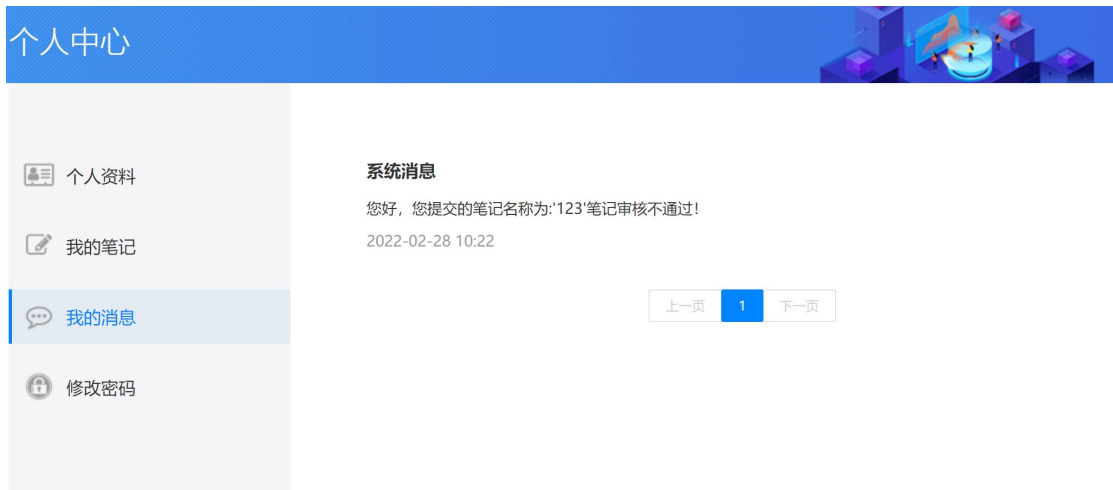 个人中心
个人资料
我的笔记
我的消息
修改密码
系统消息
您好，您提交的笔记名称为:'123'笔记审核不通过！
2022-02-28 10:22
上一页 1 下一页